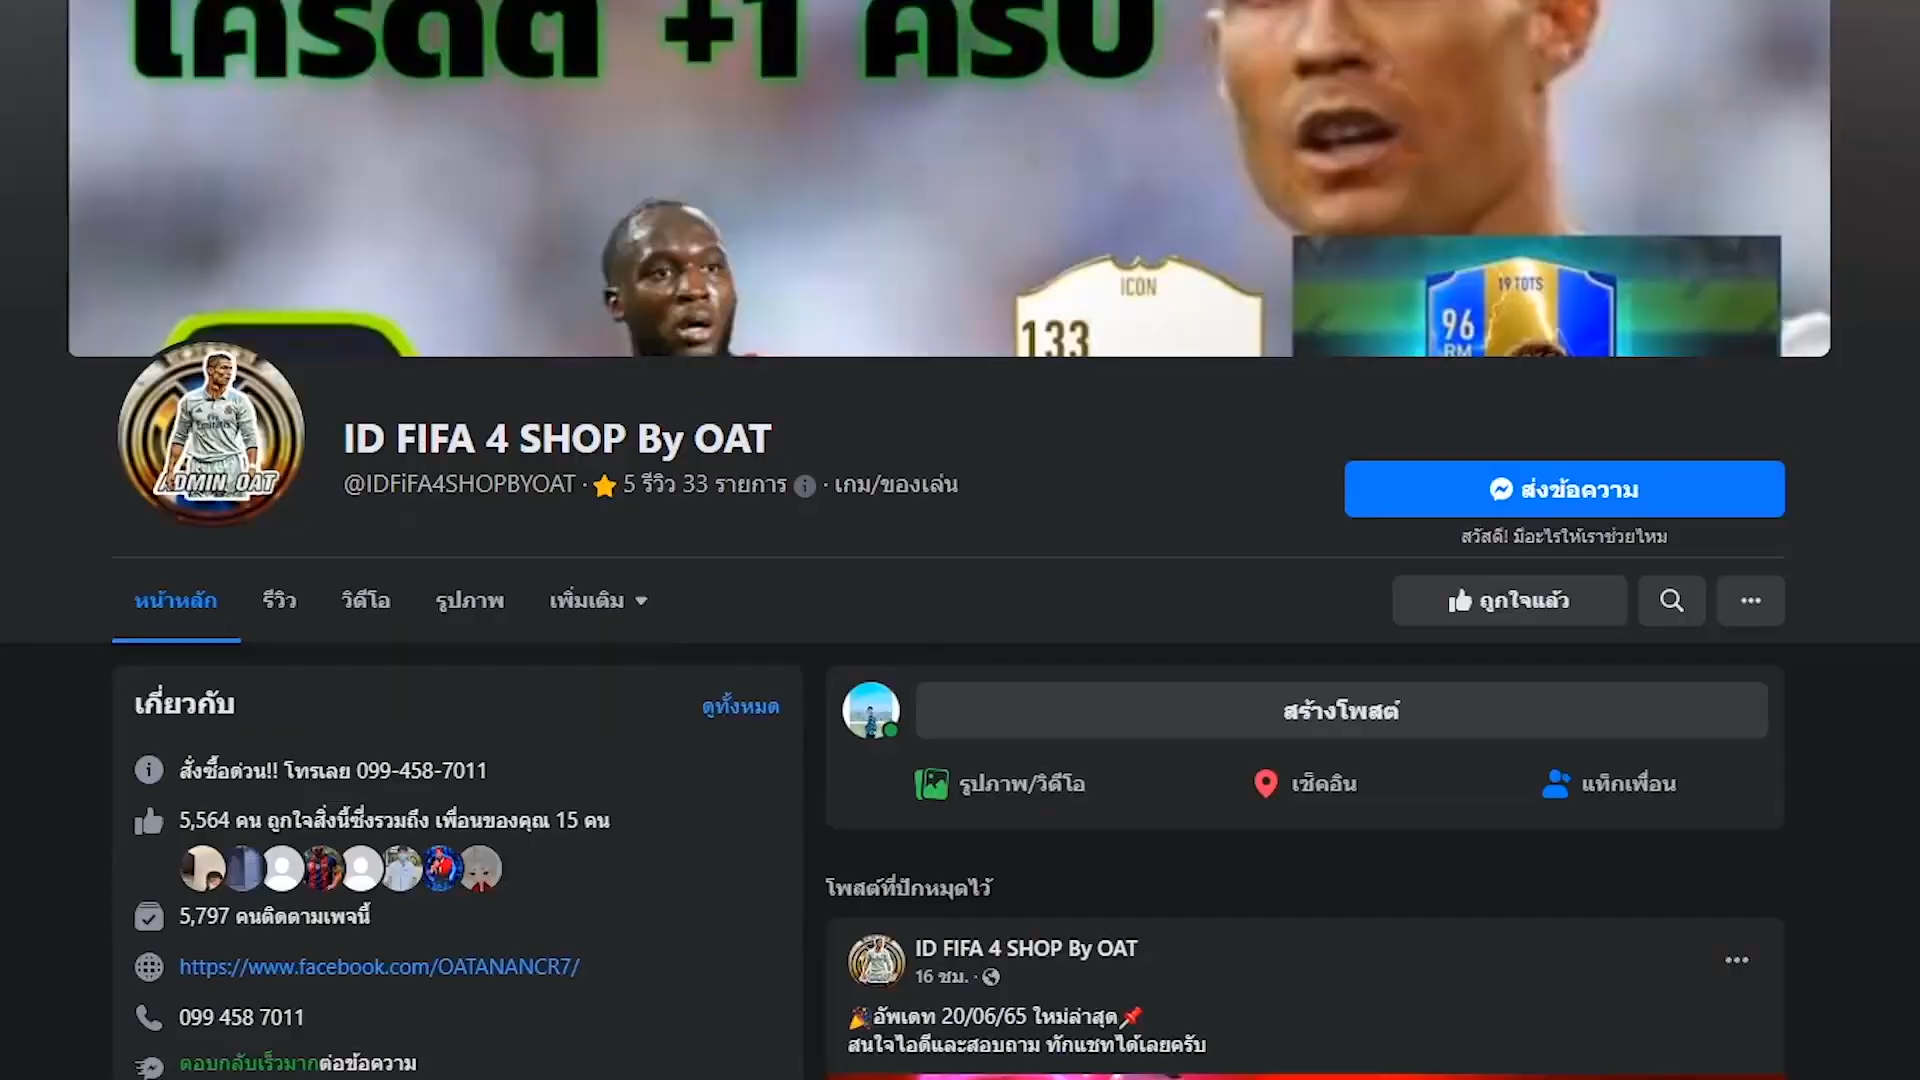 เครดิต +1 ครับ
ICON
133
19 TOTS
96
RM
ADMIN OAT
ID FIFA 4 SHOP By OAT
@IDFiFA4SHOPBYOAT · 5 รีวิว 33 รายการ · เกม/ของเล่น
ส่งข้อความ
สวัสดี! มีอะไรให้เราช่วยไหม
หน้าหลัก
รีวิว
วิดีโอ
รูปภาพ
เพิ่มเติม
ถูกใจแล้ว
เกี่ยวกับ
ดูทั้งหมด
สั่งซื้อด่วน!! โทรเลย 099-458-7011
5,564 คน ถูกใจสิ่งนี้ซึ่งรวมถึง เพื่อนของคุณ 15 คน
5,797 คนติดตามเพจนี้
https://www.facebook.com/OATANANCR7/
099 458 7011
ตอบกลับเร็วมากต่อข้อความ
สร้างโพสต์
รูปภาพ/วิดีโอ
เช็คอิน
แท็กเพื่อน
โพสต์ที่ปักหมุดไว้
ID FIFA 4 SHOP By OAT
16 ชม. ·
🎉อัพเดท 20/06/65 ใหม่ล่าสุด📌
สนใจไอดีและสอบถาม ทักแชทได้เลยครับ